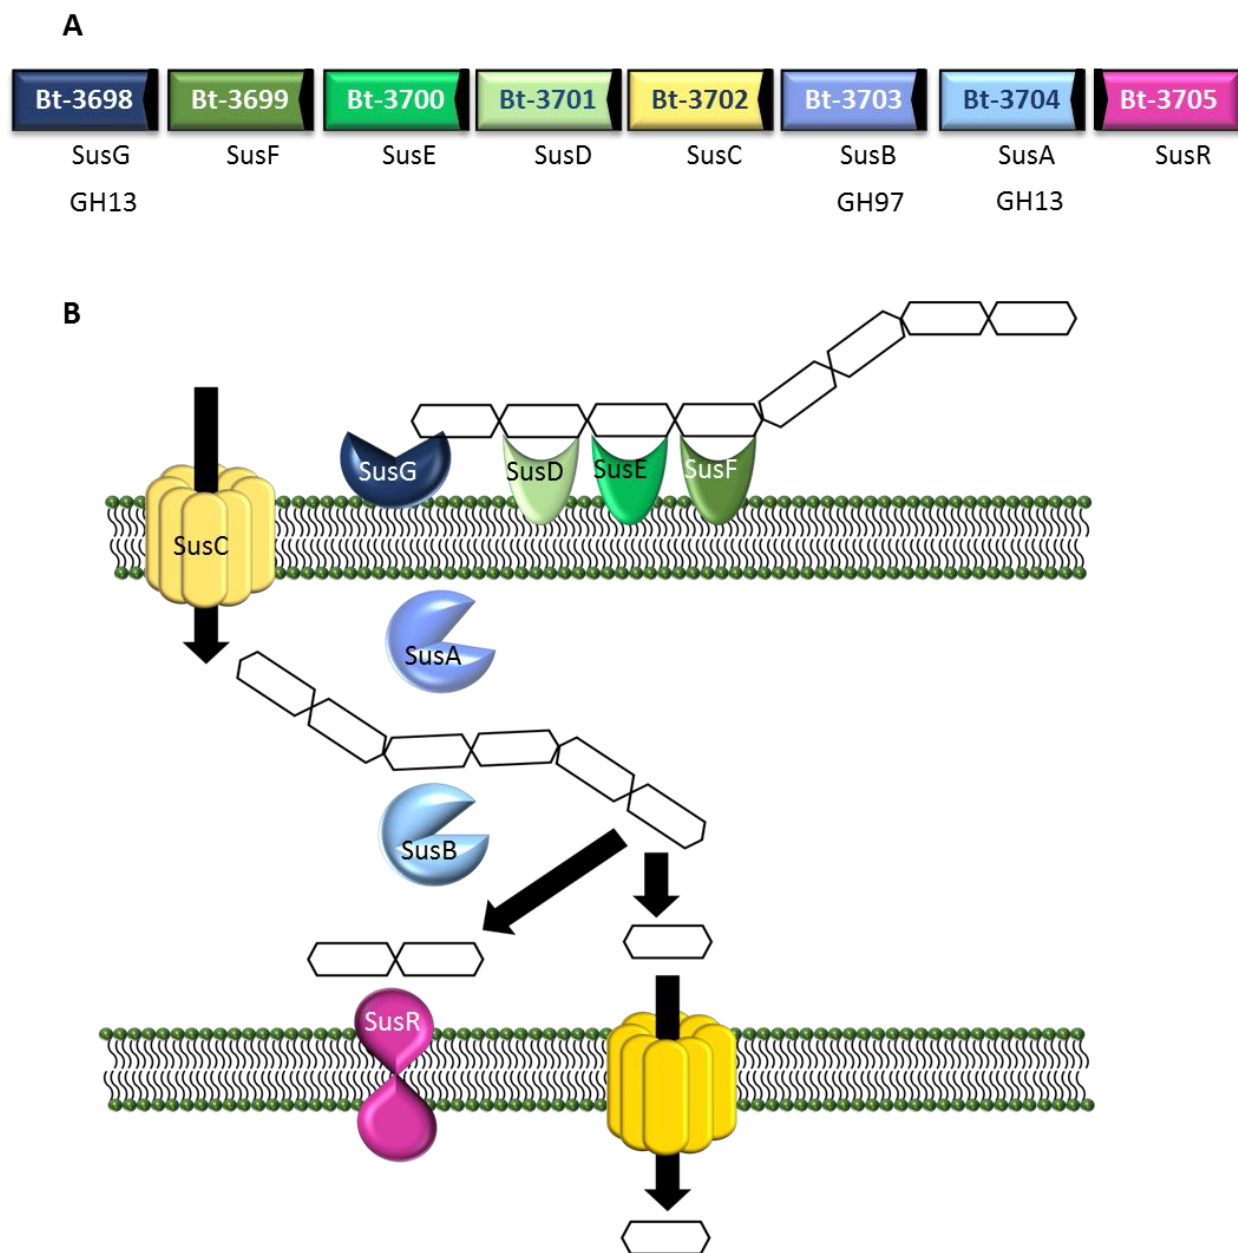 A
Bt-3698 Bt-3699 Bt-3700 Bt-3701 Bt-3702 Bt-3703 Bt-3704 Bt-3705
SusG SusF SusE SusD SusC SusB SusA SusR
GH13 GH97 GH13
B
SusG SusD SusE SusF
SusC
SusA
SusB
SusR